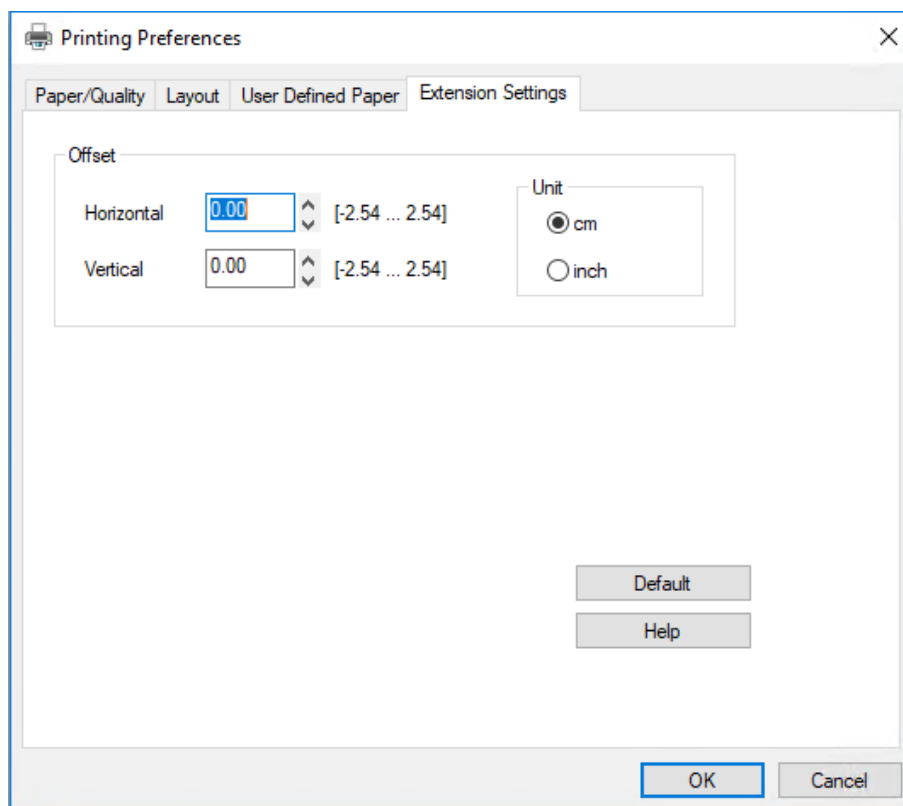 Printing Preferences
Paper/Quality Layout User Defined Paper Extension Settings
Offset
Unit
Horizontal 0.00 [-2.54 ... 2.54]
cm
Vertical 0.00 [-2.54 ... 2.54]
inch
Default
Help
OK Cancel